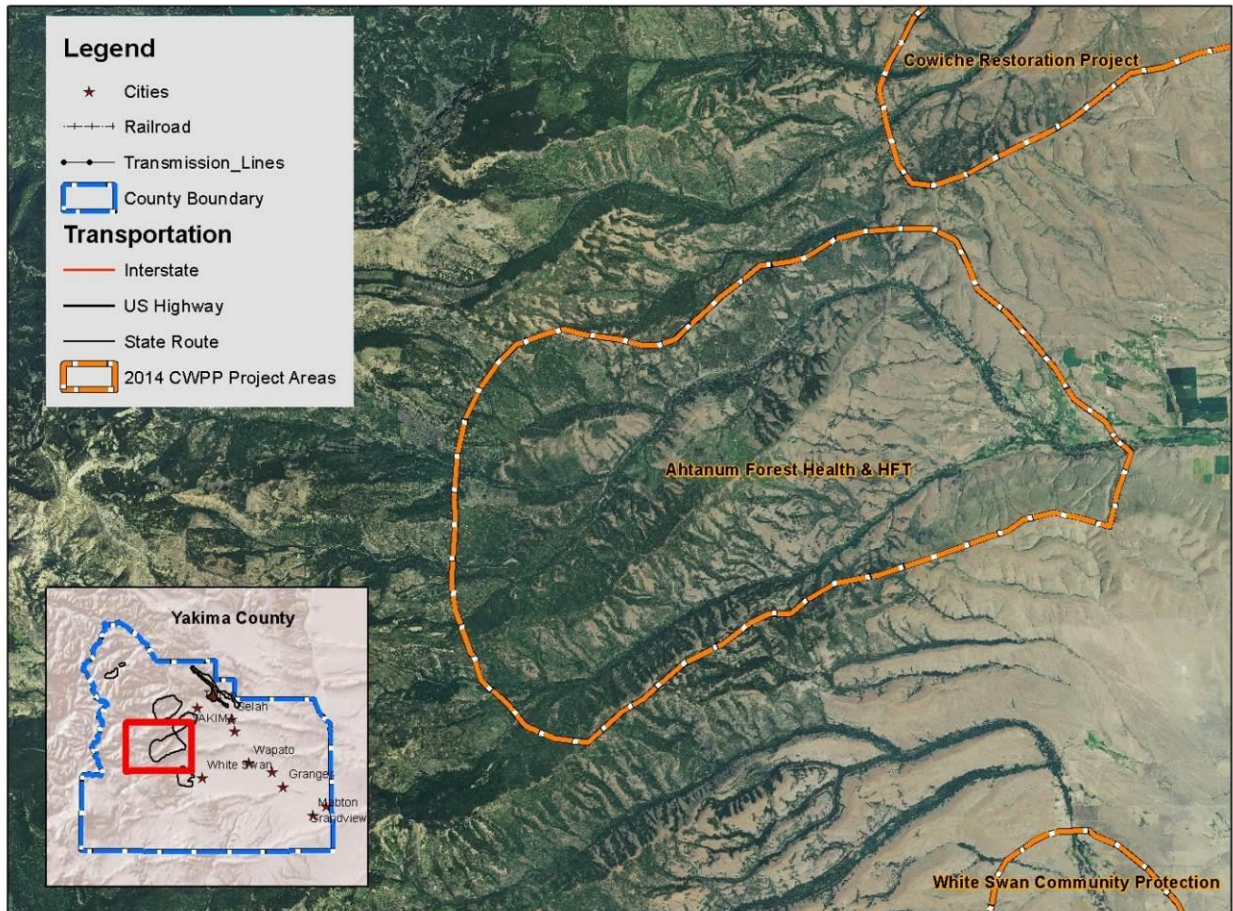 Legend
Cities
Railroad
Transmission_Lines
County Boundary
Transportation
Interstate
US Highway
State Route
2014 CWPP Project Areas
Cowiche Restoration Project
Ahtanum Forest Health & HFT
White Swan Community Protection
Yakima County
Selah
AKIMA
Wapato
White Swan
Granger
Mabton
Grandview